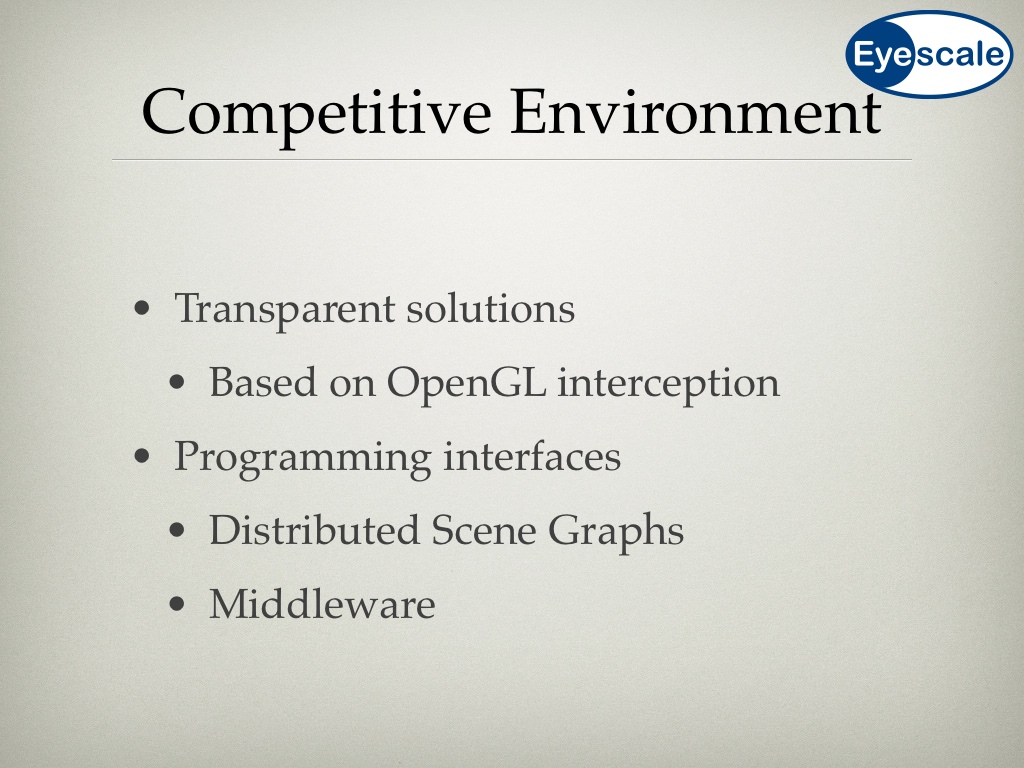 Eyescale
Competitive Environment
• Transparent solutions
• Based on OpenGL interception
• Programming interfaces
• Distributed Scene Graphs
• Middleware